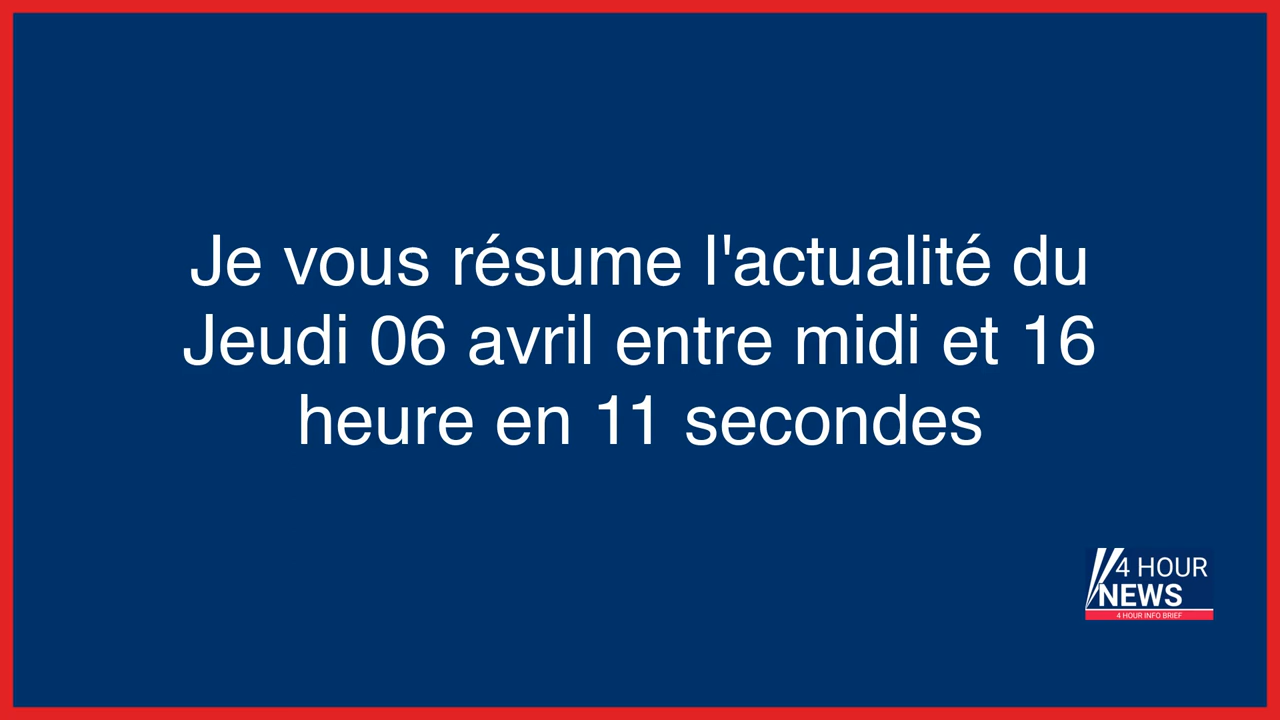 Je vous résume l'actualité du
Jeudi 06 avril entre midi et 16
heure en 11 secondes
4 HOUR
NEWS
4 HOUR INFO BRIEF